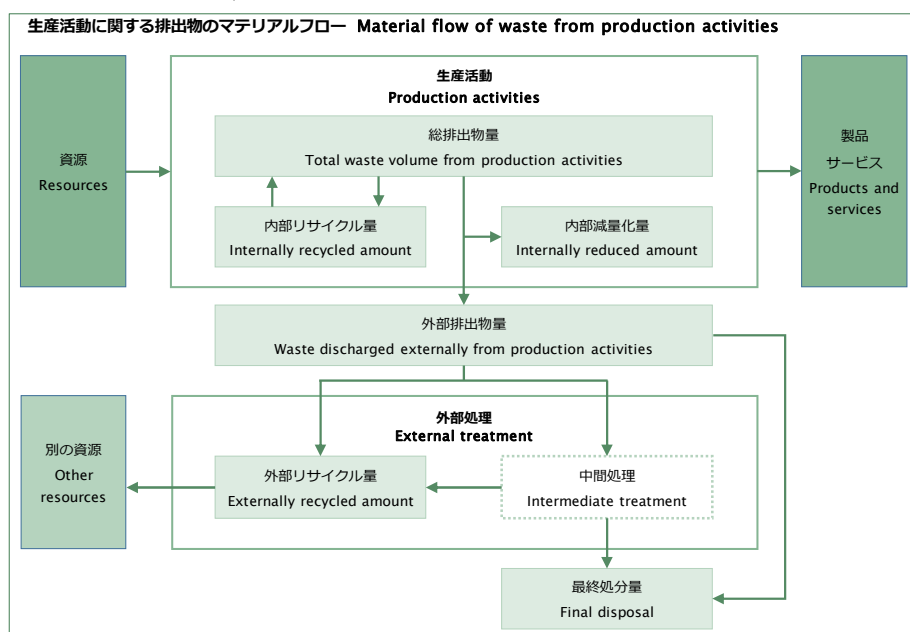 生産活動に関する排出物のマテリアルフロー Material flow of waste from production activities
生産活動
Production activities
総排出物量
Total waste volume from production activities
資源
Resources
製品
サービス
Products and
services
内部リサイクル量
Internally recycled amount
内部減量化量
Internally reduced amount
外部排出物量
Waste discharged externally from production activities
外部処理
External treatment
別の資源
Other
resources
外部リサイクル量
Externally recycled amount
中間処理
Intermediate treatment
最終処分量
Final disposal